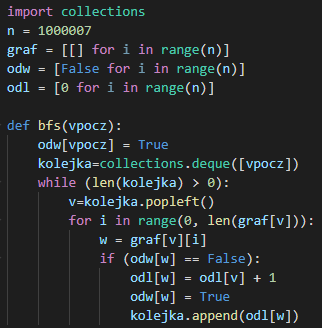 import collections
n = 1000007
graf = [[] for i in range(n)]
odw = [False for i in range(n)]
odl = [0 for i in range(n)]

def bfs(vpocz):
    odw[vpocz] = True
    kolejka=collections.deque([vpocz])
    while (len(kolejka) > 0):
        v=kolejka.popleft()
        for i in range(0, len(graf[v])):
            w = graf[v][i]
            if (odw[w] == False):
                odl[w] = odl[v] + 1
                odw[w] = True
                kolejka.append(odl[w])